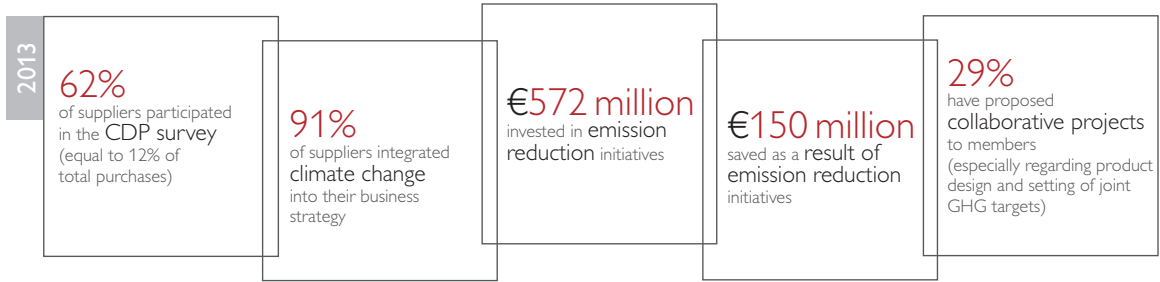 2013
62%
of suppliers participated
in the CDP survey
(equal to 12% of
total purchases)
91%
of suppliers integrated
climate change
into their business
strategy
€572 million
invested in emission
reduction initiatives
€150 million
saved as a result of
emission reduction
initiatives
29%
have proposed
collaborative projects
to members
(especially regarding product
design and setting of joint
GHG targets)